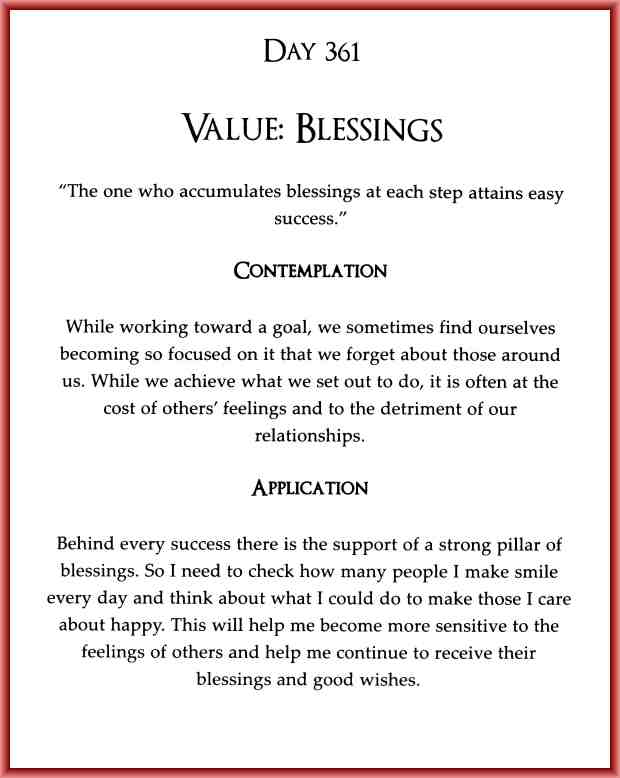 Day 361
Value: Blessings
“The one who accumulates blessings at each step attains easy
success.”
Contemplation
While working toward a goal, we sometimes find ourselves
becoming so focused on it that we forget about those around
us. While we achieve what we set out to do, it is often at the
cost of others’ feelings and to the detriment of our
relationships.
Application
Behind every success there is the support of a strong pillar of
blessings. So I need to check how many people I make smile
every day and think about what I could do to make those I care
about happy. This will help me become more sensitive to the
feelings of others and help me continue to receive their
blessings and good wishes.